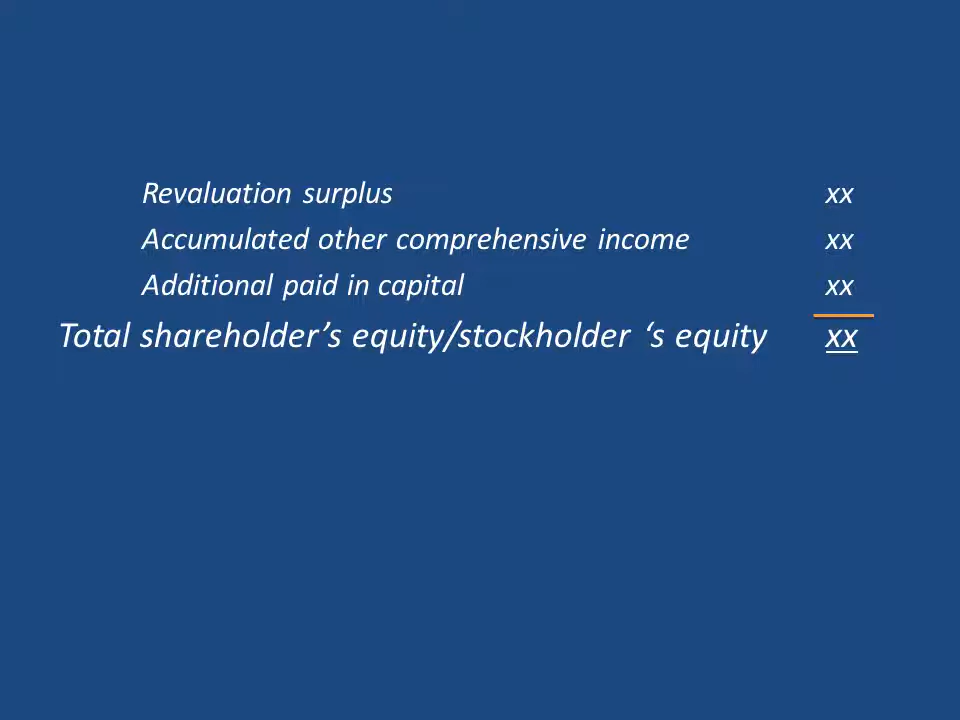 Revaluation surplus xx
Accumulated other comprehensive income xx
Additional paid in capital xx
Total shareholder’s equity/stockholder ‘s equity xx